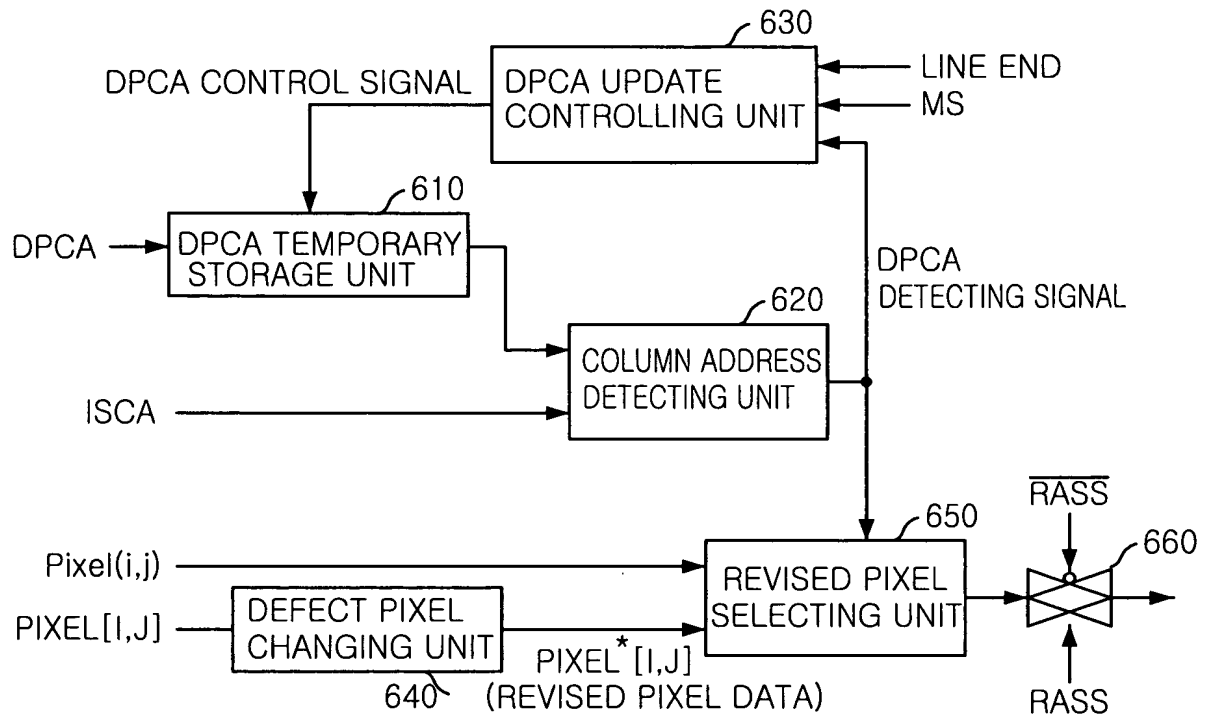 630
DPCA CONTROL SIGNAL
DPCA UPDATE
CONTROLLING UNIT
LINE END
MS
610
DPCA
DPCA TEMPORARY
STORAGE UNIT
DPCA
DETECTING SIGNAL
620
COLUMN ADDRESS
DETECTING UNIT
ISCA
RASS
650
660
Pixel(i,j)
REVISED PIXEL
SELECTING UNIT
PIXEL[I,J]
DEFECT PIXEL
CHANGING UNIT
640
PIXEL*[I,J]
(REVISED PIXEL DATA)
RASS